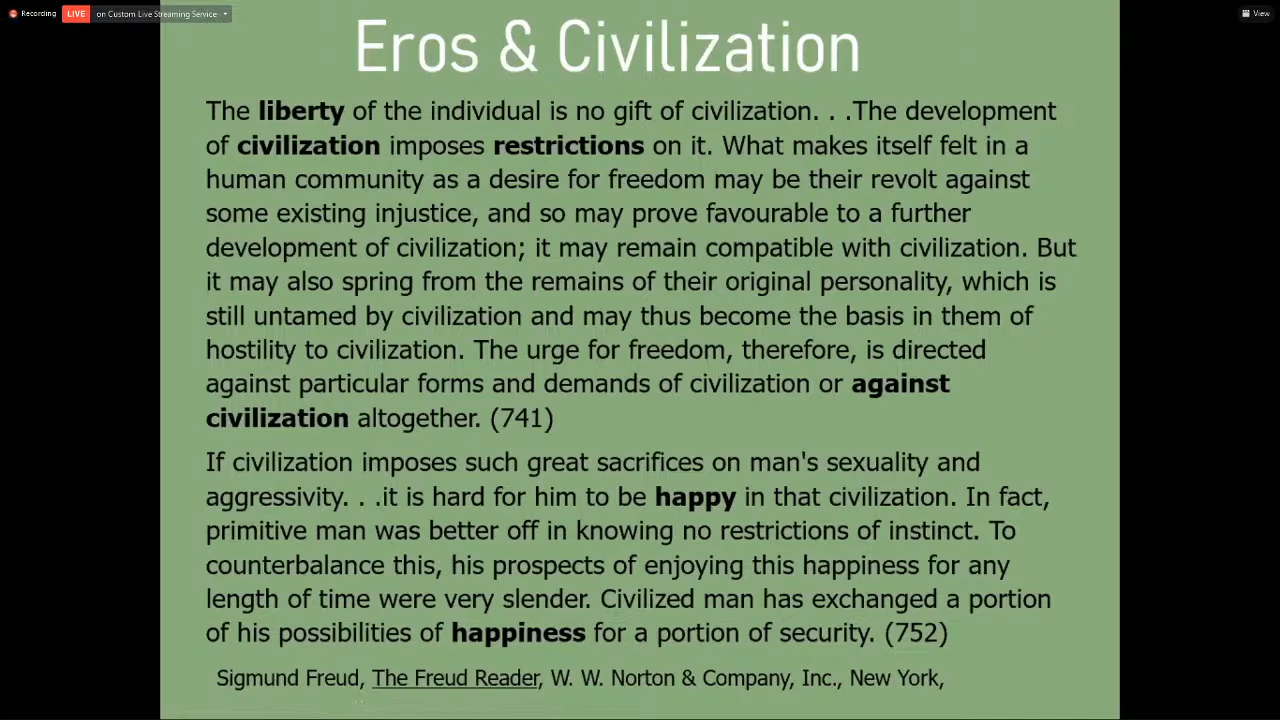 Recording LIVE on Custom Live Streaming Service View
Eros & Civilization
The liberty of the individual is no gift of civilization. . .The development
of civilization imposes restrictions on it. What makes itself felt in a
human community as a desire for freedom may be their revolt against
some existing injustice, and so may prove favourable to a further
development of civilization; it may remain compatible with civilization. But
it may also spring from the remains of their original personality, which is
still untamed by civilization and may thus become the basis in them of
hostility to civilization. The urge for freedom, therefore, is directed
against particular forms and demands of civilization or against
civilization altogether. (741)
If civilization imposes such great sacrifices on man's sexuality and
aggressivity. . .it is hard for him to be happy in that civilization. In fact,
primitive man was better off in knowing no restrictions of instinct. To
counterbalance this, his prospects of enjoying this happiness for any
length of time were very slender. Civilized man has exchanged a portion
of his possibilities of happiness for a portion of security. (752)
Sigmund Freud, The Freud Reader, W. W. Norton & Company, Inc., New York,